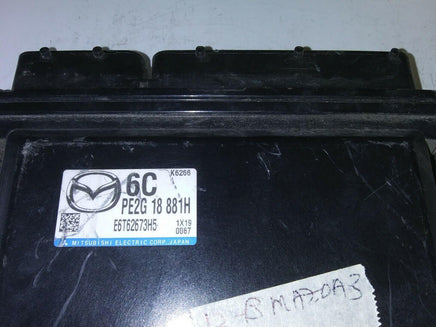 6C K6266
PE2G 18 881H
E6T62673H5 1X19
0067
MITSUBISHI ELECTRIC CORP. JAPAN
MAZDA3